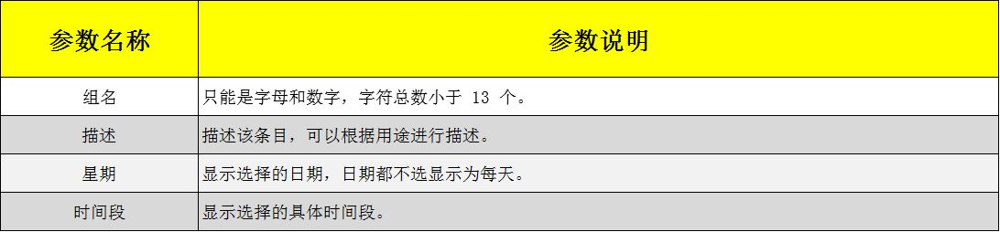 参数名称 参数说明
组名 只能是字母和数字，字符总数小于 13 个。
描述 描述该条目，可以根据用途进行描述。
星期 显示选择的日期，日期都不选显示为每天。
时间段 显示选择的具体时间段。